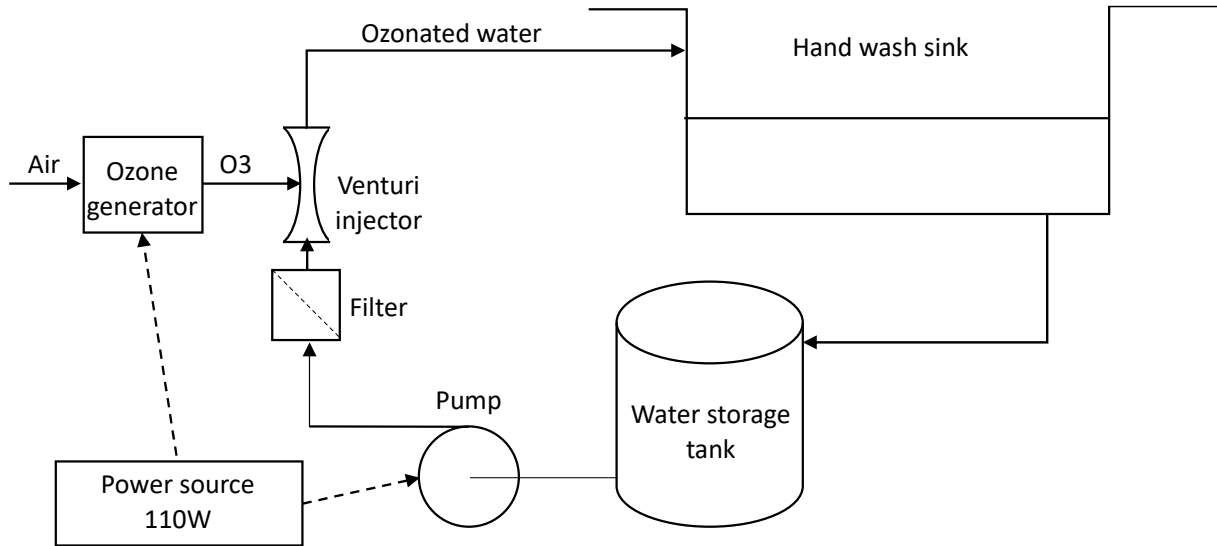 Ozonated water
Hand wash sink
Air
Ozone
generator
O3
Venturi
injector
Filter
Pump
Water storage
tank
Power source
110W